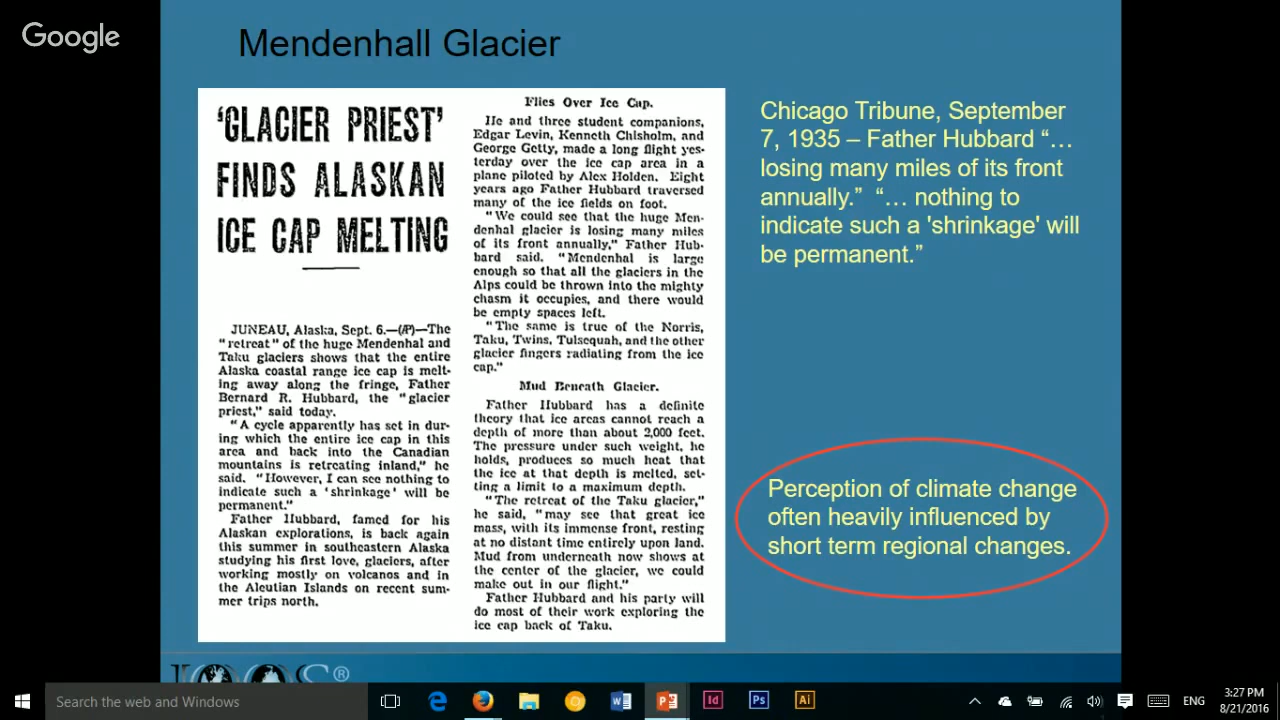 Google
Mendenhall Glacier
'GLACIER PRIEST'
FINDS ALASKAN
ICE CAP MELTING
JUNEAU, Alaska, Sept. 6.—(AP)—The
"retreat" of the huge Mendenhal and
Taku glaciers shows that the entire
Alaska coastal range ice cap is melt-
ing away along the fringe, Father
Bernard R. Hubbard, the "glacier
priest," said today.
"A cycle apparently has set in dur-
ing which the entire ice cap in this
area and back into the Canadian
mountains is retreating inland," he
said. "However, I can see nothing to
indicate such a 'shrinkage' will be
permanent."
Father Hubbard, famed for his
Alaskan explorations, is back again
this summer in southeastern Alaska
studying his first love, glaciers, after
working mostly on volcanos and in
the Aleutian Islands on recent sum-
mer trips north.
Flies Over Ice Cap.
He and three student companions,
Edgar Levin, Kenneth Chisholm, and
George Getty, made a long flight yes-
terday over the ice cap area in a
plane piloted by Alex Holden. Eight
years ago Father Hubbard traversed
many of the ice fields on foot.
"We could see that the huge Men-
denhal glacier is losing many miles
of its front annually," Father Hub-
bard said. "Mendenhal is large
enough so that all the glaciers in the
Alps could be thrown into the mighty
chasm it occupies, and there would
be empty spaces left.
"The same is true of the Norris,
Taku, Twins, Tulsequah, and the other
glacier fingers radiating from the ice
cap."
Mud Beneath Glacier.
Father Hubbard has a definite
theory that ice areas cannot reach a
depth of more than about 2,000 feet.
The pressure under such weight, he
holds, produces so much heat that
the ice at that depth is melted, set-
ting a limit to a maximum depth.
"The retreat of the Taku glacier,"
he said, "may see that great ice
mass, with its immense front, resting
at no distant time entirely upon land.
Mud from underneath now shows at
the center of the glacier, we could
make out in our flight."
Father Hubbard and his party will
do most of their work exploring the
ice cap back of Taku.
Chicago Tribune, September
7, 1935 – Father Hubbard "…
losing many miles of its front
annually." "… nothing to
indicate such a 'shrinkage' will
be permanent."
Perception of climate change
often heavily influenced by
short term regional changes.
IOOS®
Search the web and Windows
Id
Ps
Ai
ENG
3:27 PM
8/21/2016